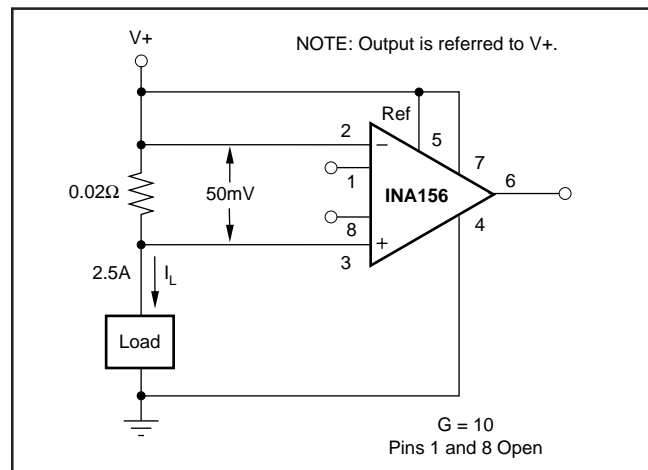 V+
NOTE: Output is referred to V+.
Ref
2
5
−
7
0.02Ω
50mV
1
INA156
6
8
4
+
3
2.5A
I_L
Load
G = 10
Pins 1 and 8 Open